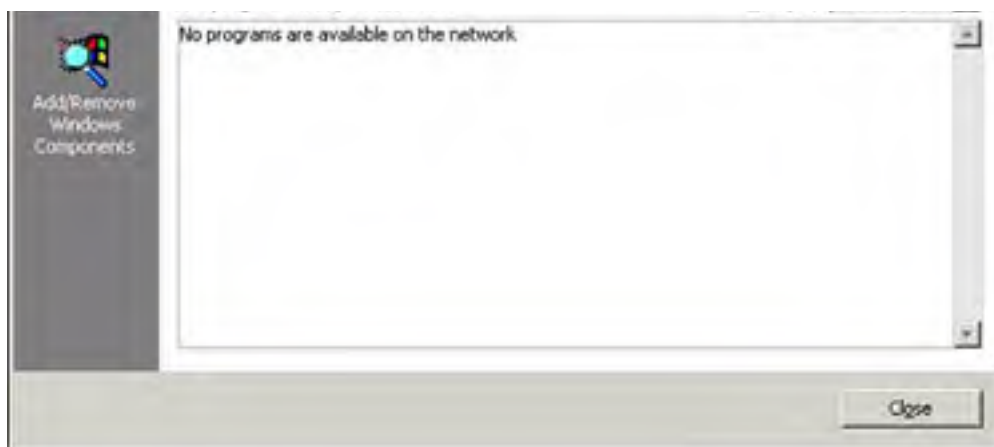 No programs are available on the network
Add/Remove
Windows
Components
Close